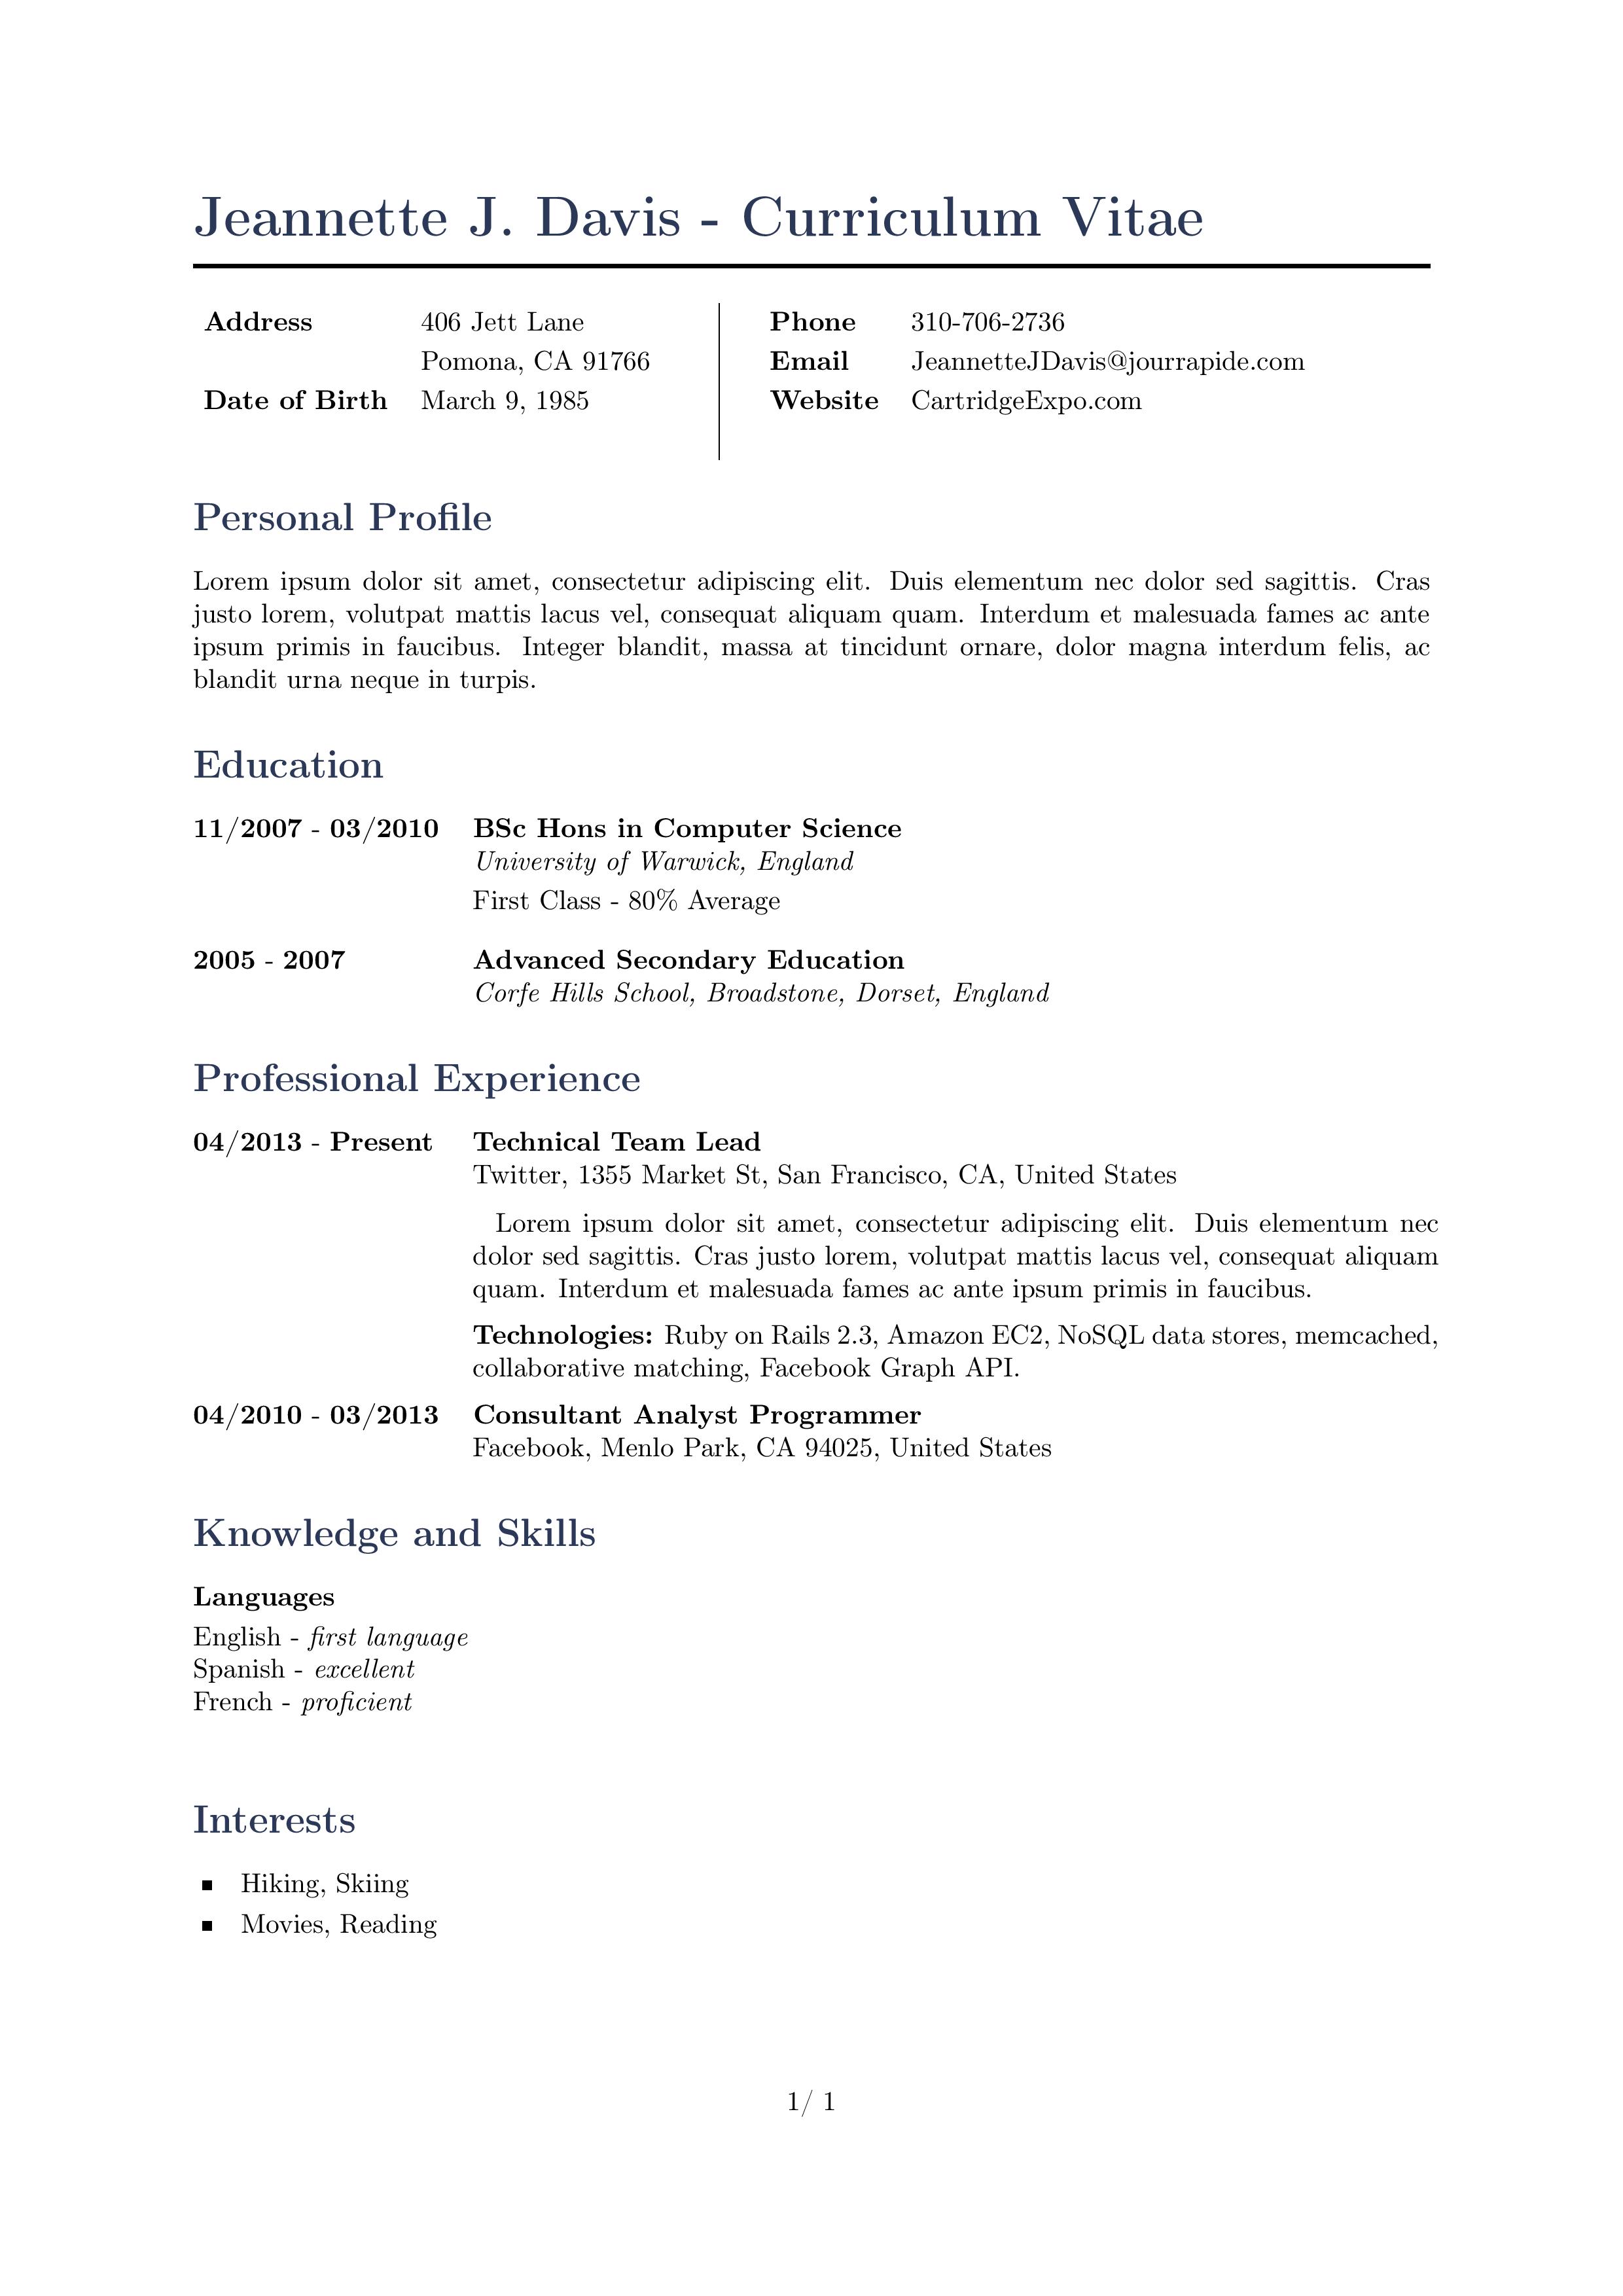 Jeannette J. Davis - Curriculum Vitae
Address 406 Jett Lane
Pomona, CA 91766
Date of Birth March 9, 1985
Phone 310-706-2736
Email JeannetteJDavis@jourrapide.com
Website CartridgeExpo.com
Personal Profile
Lorem ipsum dolor sit amet, consectetur adipiscing elit. Duis elementum nec dolor sed sagittis. Cras
justo lorem, volutpat mattis lacus vel, consequat aliquam quam. Interdum et malesuada fames ac ante
ipsum primis in faucibus. Integer blandit, massa at tincidunt ornare, dolor magna interdum felis, ac
blandit urna neque in turpis.
Education
11/2007 - 03/2010 BSc Hons in Computer Science
University of Warwick, England
First Class - 80% Average
2005 - 2007 Advanced Secondary Education
Corfe Hills School, Broadstone, Dorset, England
Professional Experience
04/2013 - Present Technical Team Lead
Twitter, 1355 Market St, San Francisco, CA, United States
Lorem ipsum dolor sit amet, consectetur adipiscing elit. Duis elementum nec
dolor sed sagittis. Cras justo lorem, volutpat mattis lacus vel, consequat aliquam
quam. Interdum et malesuada fames ac ante ipsum primis in faucibus.
Technologies: Ruby on Rails 2.3, Amazon EC2, NoSQL data stores, memcached,
collaborative matching, Facebook Graph API.
04/2010 - 03/2013 Consultant Analyst Programmer
Facebook, Menlo Park, CA 94025, United States
Knowledge and Skills
Languages
English - first language
Spanish - excellent
French - proficient
Interests
▪ Hiking, Skiing
▪ Movies, Reading
1/ 1